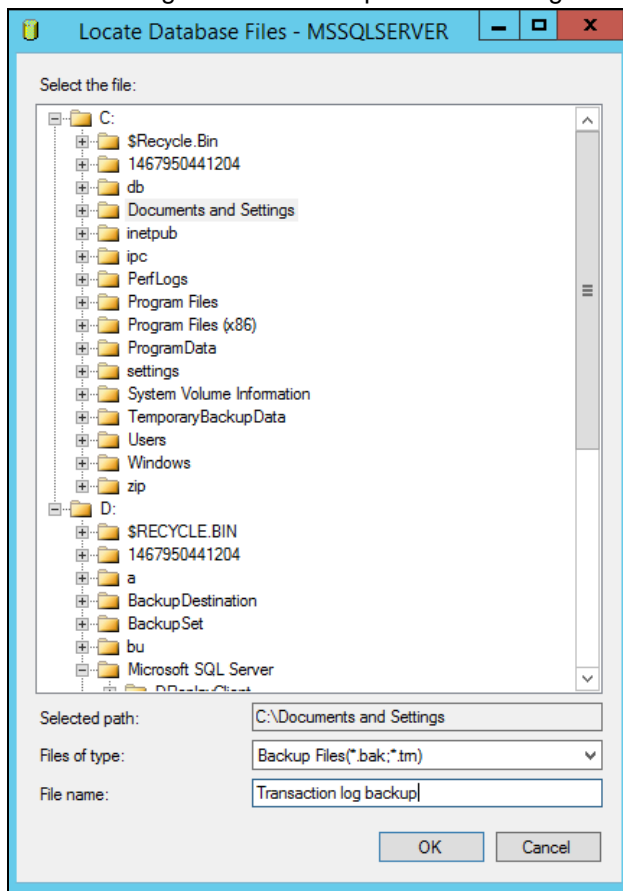 Locate Database Files - MSSQLSERVER
Select the file:
C:
$Recycle.Bin
1467950441204
db
Documents and Settings
inetpub
ipc
PerfLogs
Program Files
Program Files (x86)
ProgramData
settings
System Volume Information
TemporaryBackupData
Users
Windows
zip
D:
$RECYCLE.BIN
1467950441204
a
BackupDestination
BackupSet
bu
Microsoft SQL Server
Selected path: C:\Documents and Settings
Files of type: Backup Files(*.bak;*.trn)
File name: Transaction log backup
OK Cancel